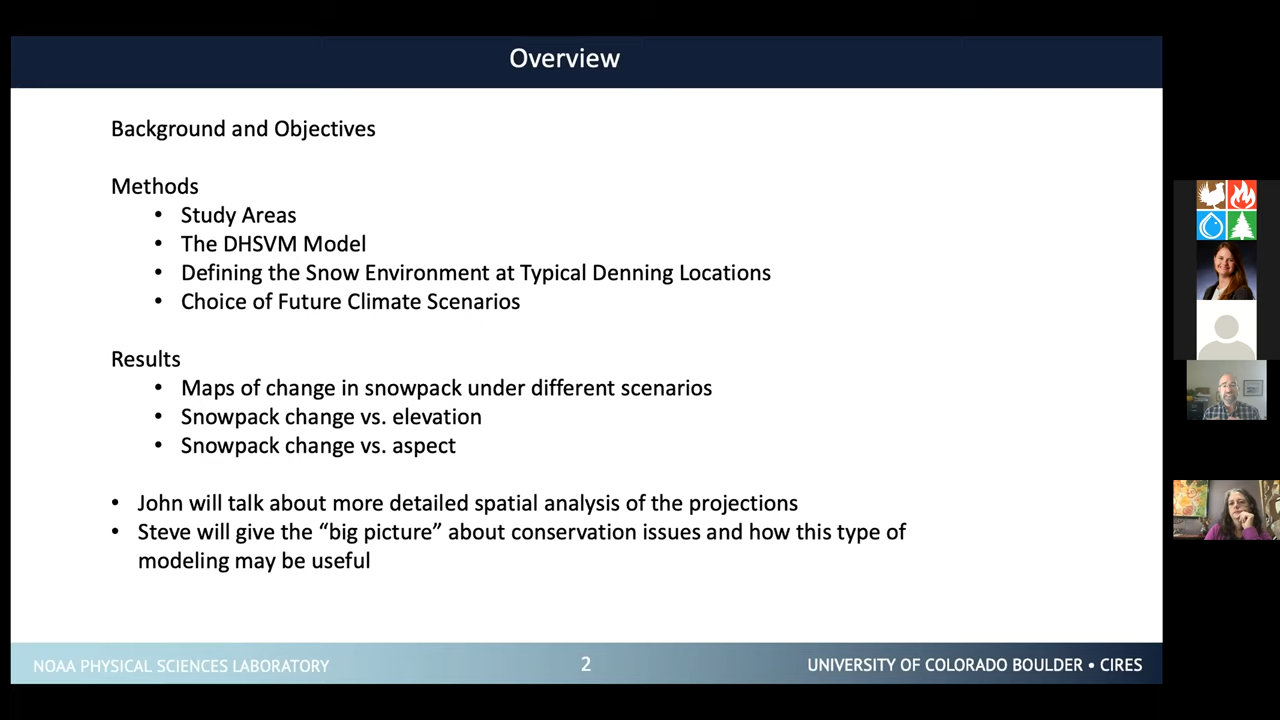 Overview
Background and Objectives
Methods
• Study Areas
• The DHSVM Model
• Defining the Snow Environment at Typical Denning Locations
• Choice of Future Climate Scenarios
Results
• Maps of change in snowpack under different scenarios
• Snowpack change vs. elevation
• Snowpack change vs. aspect
• John will talk about more detailed spatial analysis of the projections
• Steve will give the “big picture” about conservation issues and how this type of
modeling may be useful
NOAA PHYSICAL SCIENCES LABORATORY
2
UNIVERSITY OF COLORADO BOULDER • CIRES